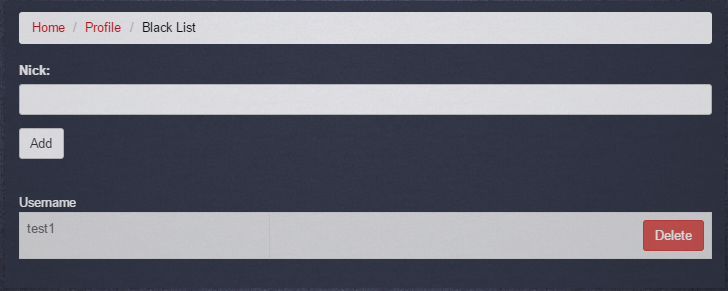 Home / Profile / Black List
Nick:
Add
Username
test1
Delete